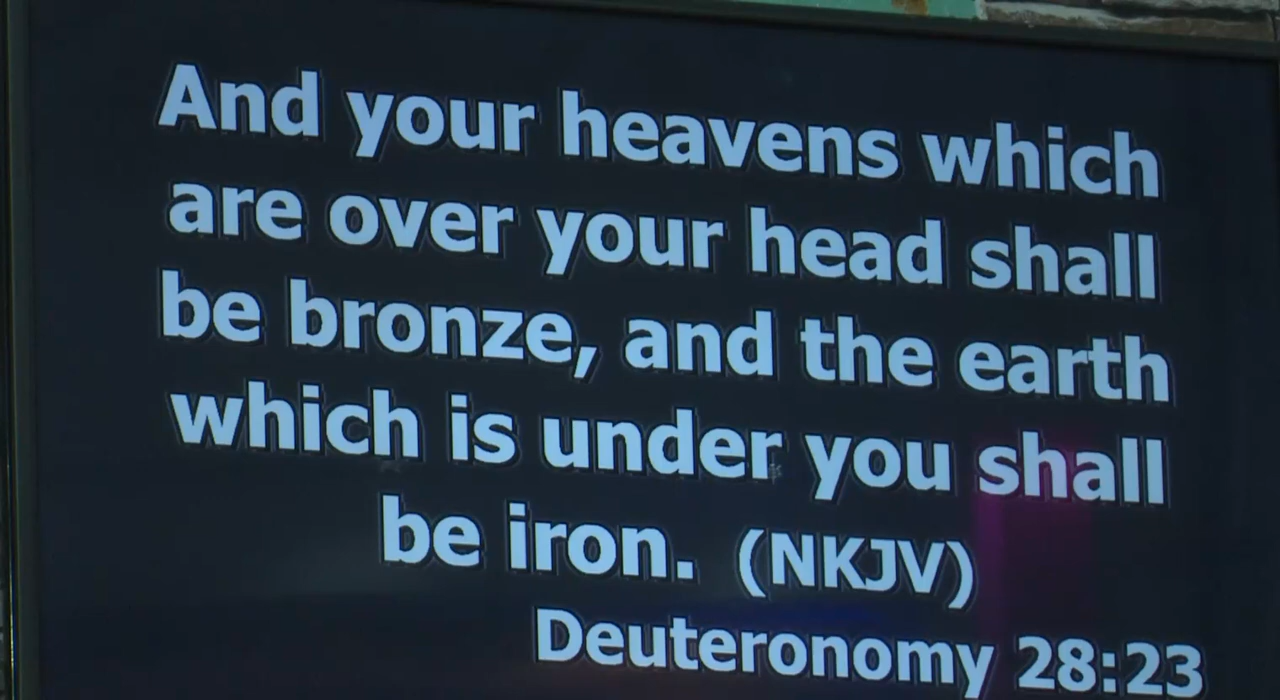 And your heavens which
are over your head shall
be bronze, and the earth
which is under you shall
be iron. (NKJV)
Deuteronomy 28:23